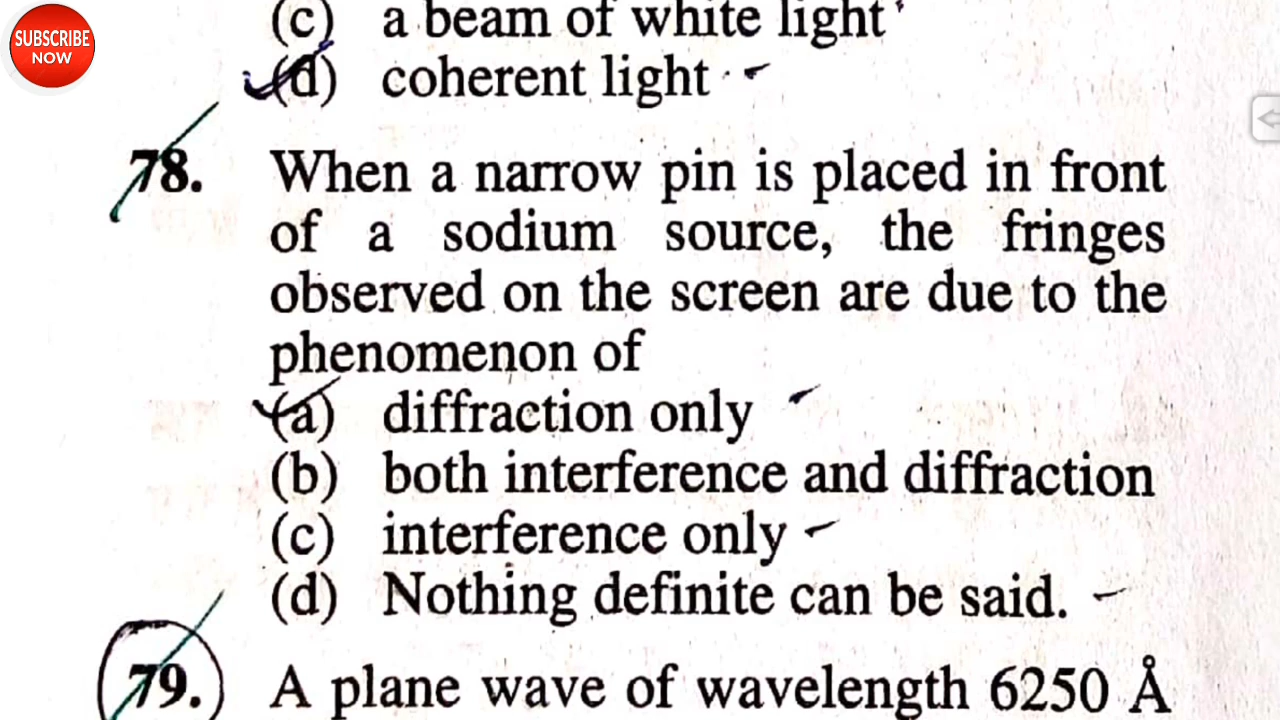 SUBSCRIBE
NOW
(c) a beam of white light
(d) coherent light
78. When a narrow pin is placed in front
of a sodium source, the fringes
observed on the screen are due to the
phenomenon of
(a) diffraction only
(b) both interference and diffraction
(c) interference only
(d) Nothing definite can be said.
79. A plane wave of wavelength 6250 Å